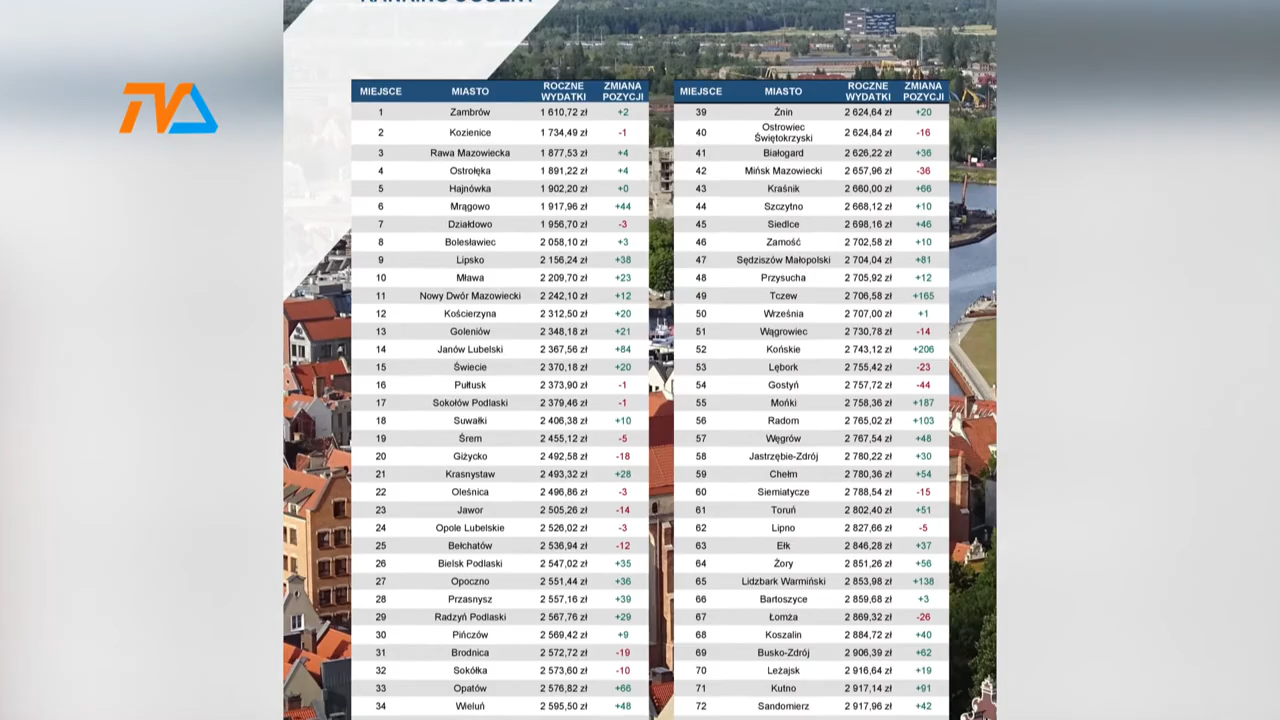 RANKING OGÓLNY
TVA
MIEJSCE MIASTO ROCZNE WYDATKI ZMIANA POZYCJI
1 Zambrów 1 610,72 zł +2
2 Kozienice 1 734,49 zł -1
3 Rawa Mazowiecka 1 877,53 zł +4
4 Ostrołęka 1 891,22 zł +4
5 Hajnówka 1 902,20 zł +0
6 Mrągowo 1 917,96 zł +44
7 Działdowo 1 956,70 zł -3
8 Bolesławiec 2 058,10 zł +3
9 Lipsko 2 156,24 zł +38
10 Mława 2 209,70 zł +23
11 Nowy Dwór Mazowiecki 2 242,10 zł +12
12 Kościerzyna 2 312,50 zł +20
13 Goleniów 2 348,18 zł +21
14 Janów Lubelski 2 367,56 zł +84
15 Świecie 2 370,18 zł +20
16 Pułtusk 2 373,90 zł -1
17 Sokołów Podlaski 2 379,46 zł -1
18 Suwałki 2 406,38 zł +10
19 Śrem 2 455,12 zł -5
20 Giżycko 2 492,58 zł -18
21 Krasnystaw 2 493,32 zł +28
22 Oleśnica 2 496,86 zł -3
23 Jawor 2 505,26 zł -14
24 Opole Lubelskie 2 526,02 zł -3
25 Bełchatów 2 536,94 zł -12
26 Bielsk Podlaski 2 547,02 zł +35
27 Opoczno 2 551,44 zł +36
28 Przasnysz 2 557,16 zł +39
29 Radzyń Podlaski 2 567,76 zł +29
30 Pińczów 2 569,42 zł +9
31 Brodnica 2 572,72 zł -19
32 Sokółka 2 573,60 zł -10
33 Opatów 2 576,82 zł +66
34 Wieluń 2 595,50 zł +48
MIEJSCE MIASTO ROCZNE WYDATKI ZMIANA POZYCJI
39 Żnin 2 624,64 zł +20
40 Ostrowiec Świętokrzyski 2 624,84 zł -16
41 Białogard 2 626,22 zł +36
42 Mińsk Mazowiecki 2 657,96 zł -36
43 Kraśnik 2 660,00 zł +66
44 Szczytno 2 668,12 zł +10
45 Siedlce 2 698,16 zł +46
46 Zamość 2 702,58 zł +10
47 Sędziszów Małopolski 2 704,04 zł +81
48 Przysucha 2 705,92 zł +12
49 Tczew 2 706,58 zł +165
50 Września 2 707,00 zł +1
51 Wągrowiec 2 730,78 zł -14
52 Końskie 2 743,12 zł +206
53 Lębork 2 755,42 zł -23
54 Gostyń 2 757,72 zł -44
55 Mońki 2 758,36 zł +187
56 Radom 2 765,02 zł +103
57 Węgrów 2 767,54 zł +48
58 Jastrzębie-Zdrój 2 780,22 zł +30
59 Chełm 2 780,36 zł +54
60 Siemiatycze 2 788,54 zł -15
61 Toruń 2 802,40 zł +51
62 Lipno 2 827,66 zł -5
63 Ełk 2 846,28 zł +37
64 Żory 2 851,26 zł +56
65 Lidzbark Warmiński 2 853,98 zł +138
66 Bartoszyce 2 859,68 zł +3
67 Łomża 2 869,32 zł -26
68 Koszalin 2 884,72 zł +40
69 Busko-Zdrój 2 906,39 zł +62
70 Leżajsk 2 916,64 zł +19
71 Kutno 2 917,14 zł +91
72 Sandomierz 2 917,96 zł +42